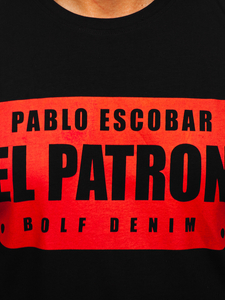 PABLO ESCOBAR
EL PATRON
BOLF DENIM